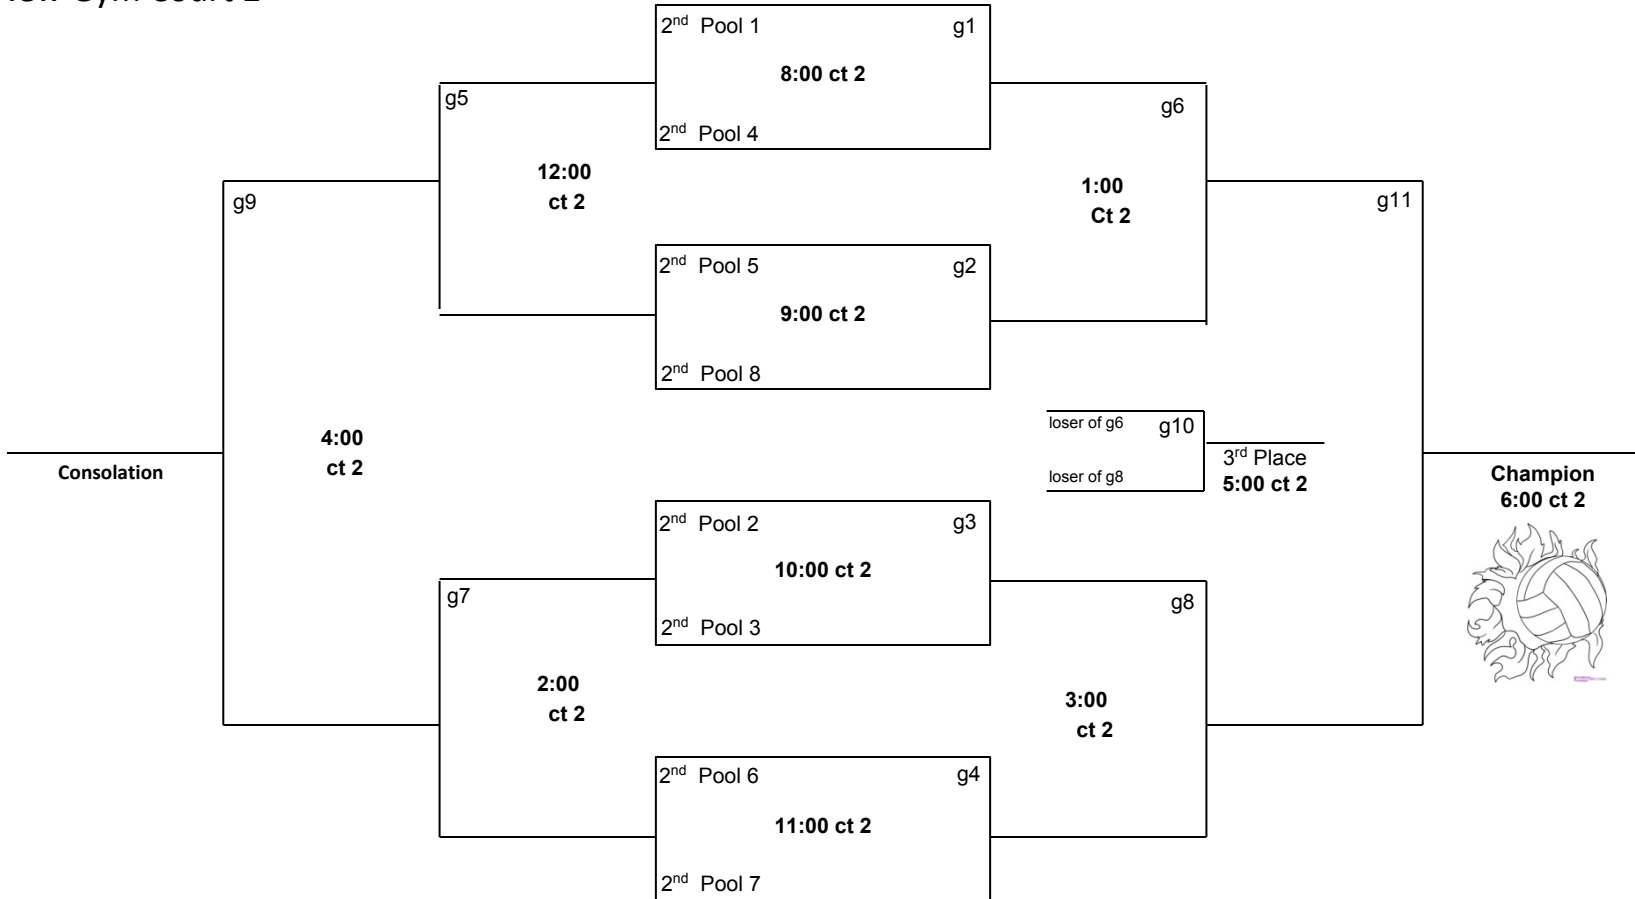 2nd Pool 1 g1
8:00 ct 2
2nd Pool 4
g5
g6
12:00
ct 2
1:00
Ct 2
g9
g11
2nd Pool 5 g2
9:00 ct 2
2nd Pool 8
4:00
ct 2
Consolation
loser of g6 g10
loser of g8
3rd Place
5:00 ct 2
Champion
6:00 ct 2
2nd Pool 2 g3
10:00 ct 2
2nd Pool 3
g7
g8
2:00
ct 2
3:00
ct 2
2nd Pool 6 g4
11:00 ct 2
2nd Pool 7